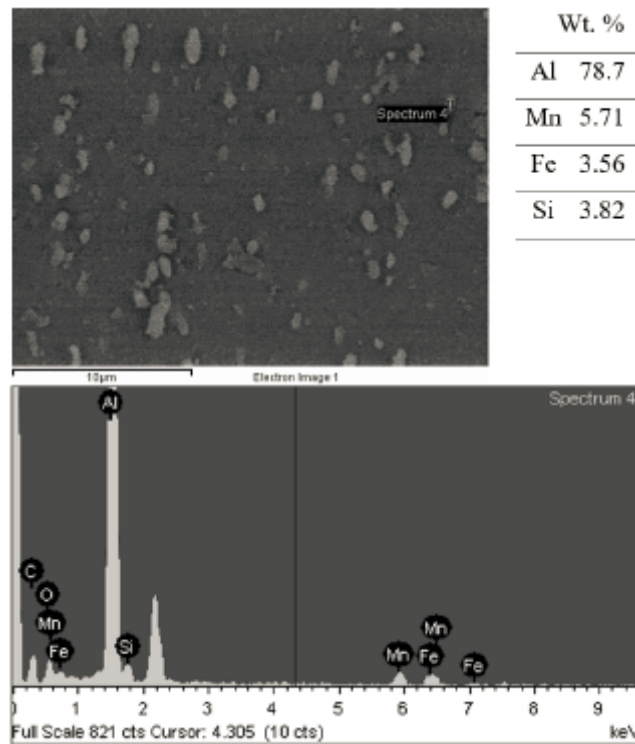 Wt. %
Al 78.7
Mn 5.71
Fe 3.56
Si 3.82
Spectrum 4
10µm Electron Image 1
Spectrum 4
Al
C
O
Mn
Fe
Si
Mn
Mn
Fe
Fe
0 1 2 3 4 5 6 7 8 9
Full Scale 821 cts Cursor: 4.305 (10 cts) keV